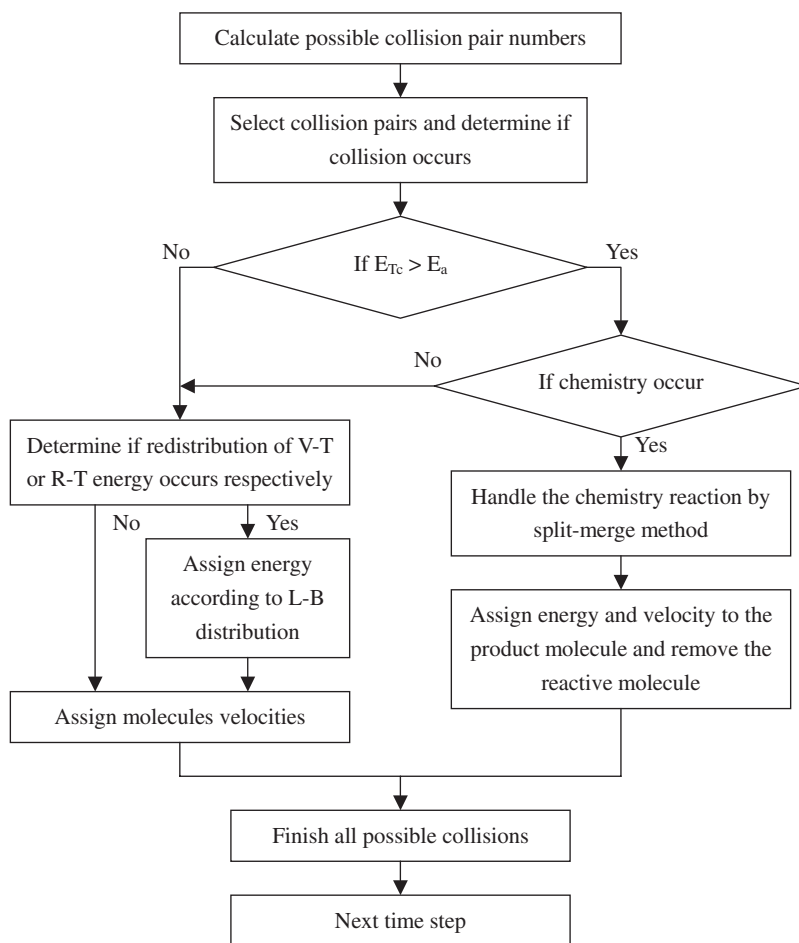 Calculate possible collision pair numbers
Select collision pairs and determine if
collision occurs
No
If E_Tc > E_a
Yes
No
If chemistry occur
Determine if redistribution of V-T
or R-T energy occurs respectively
Yes
No
Yes
Handle the chemistry reaction by
split-merge method
Assign energy
according to L-B
distribution
Assign energy and velocity to the
product molecule and remove the
reactive molecule
Assign molecules velocities
Finish all possible collisions
Next time step